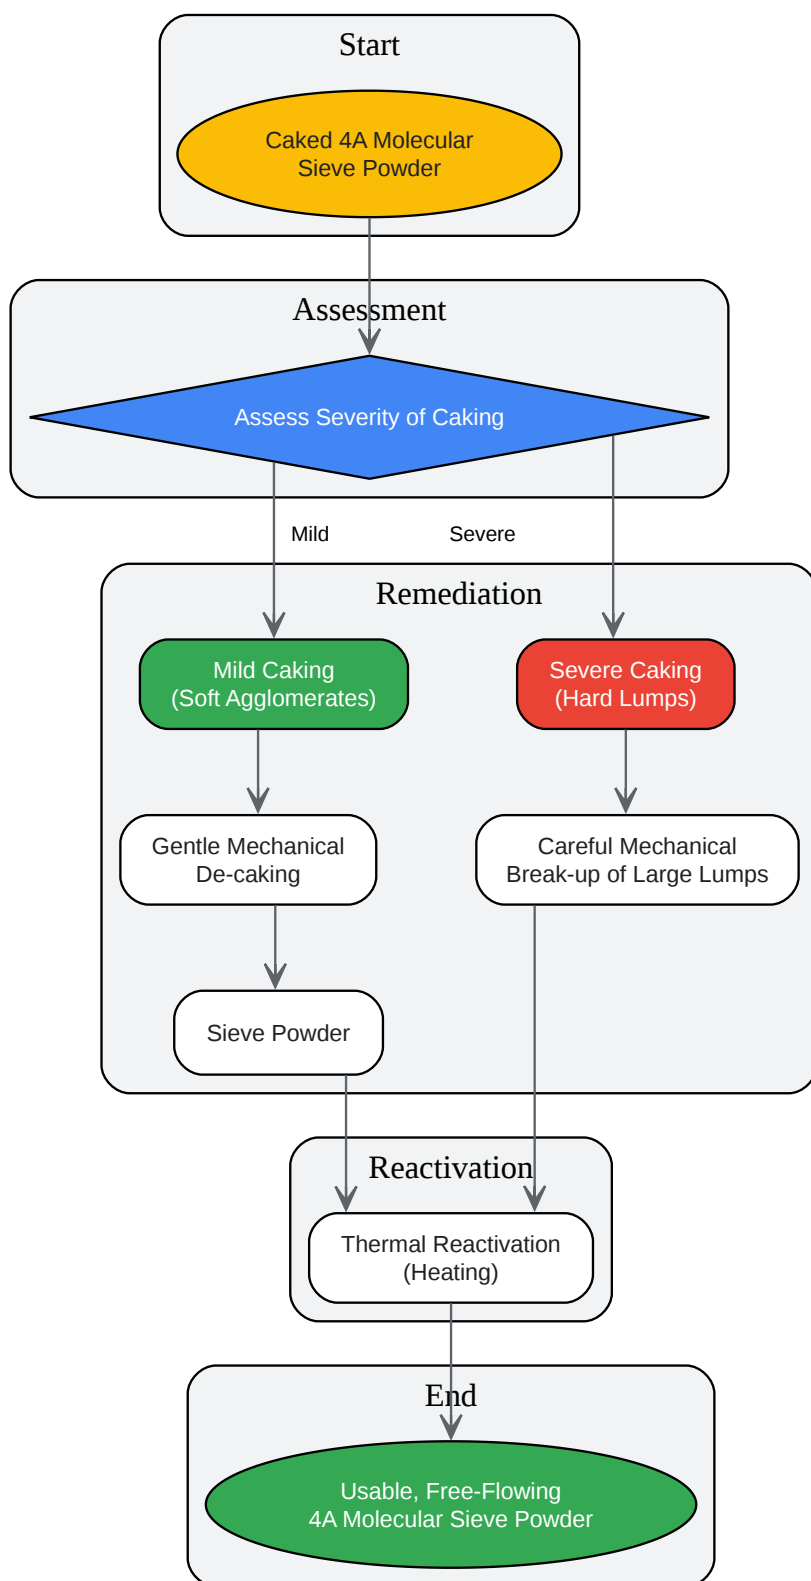 Start
Caked 4A Molecular
Sieve Powder
Assessment
Assess Severity of Caking
Mild
Severe
Remediation
Mild Caking
(Soft Agglomerates)
Severe Caking
(Hard Lumps)
Gentle Mechanical
De-caking
Careful Mechanical
Break-up of Large Lumps
Sieve Powder
Reactivation
Thermal Reactivation
(Heating)
End
Usable, Free-Flowing
4A Molecular Sieve Powder